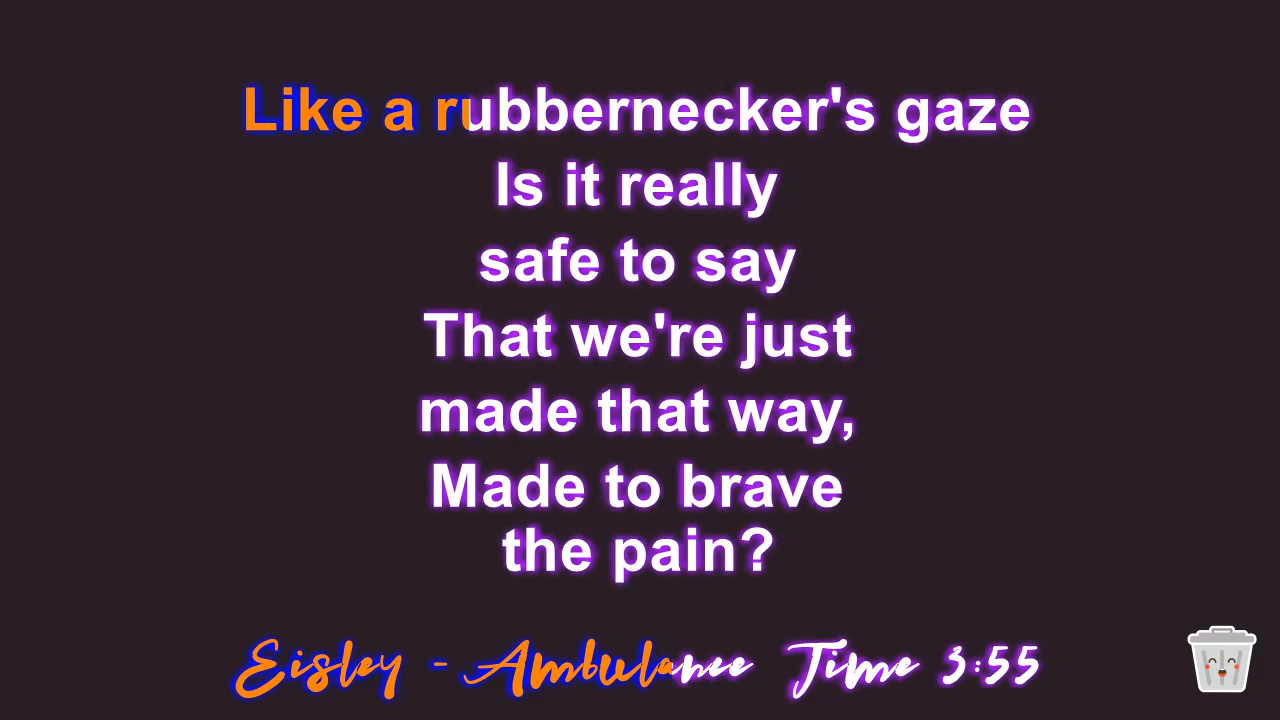 Like a rubbernecker's gaze
Is it really
safe to say
That we're just
made that way,
Made to brave
the pain?
Eisley - Ambulance Time 3:55